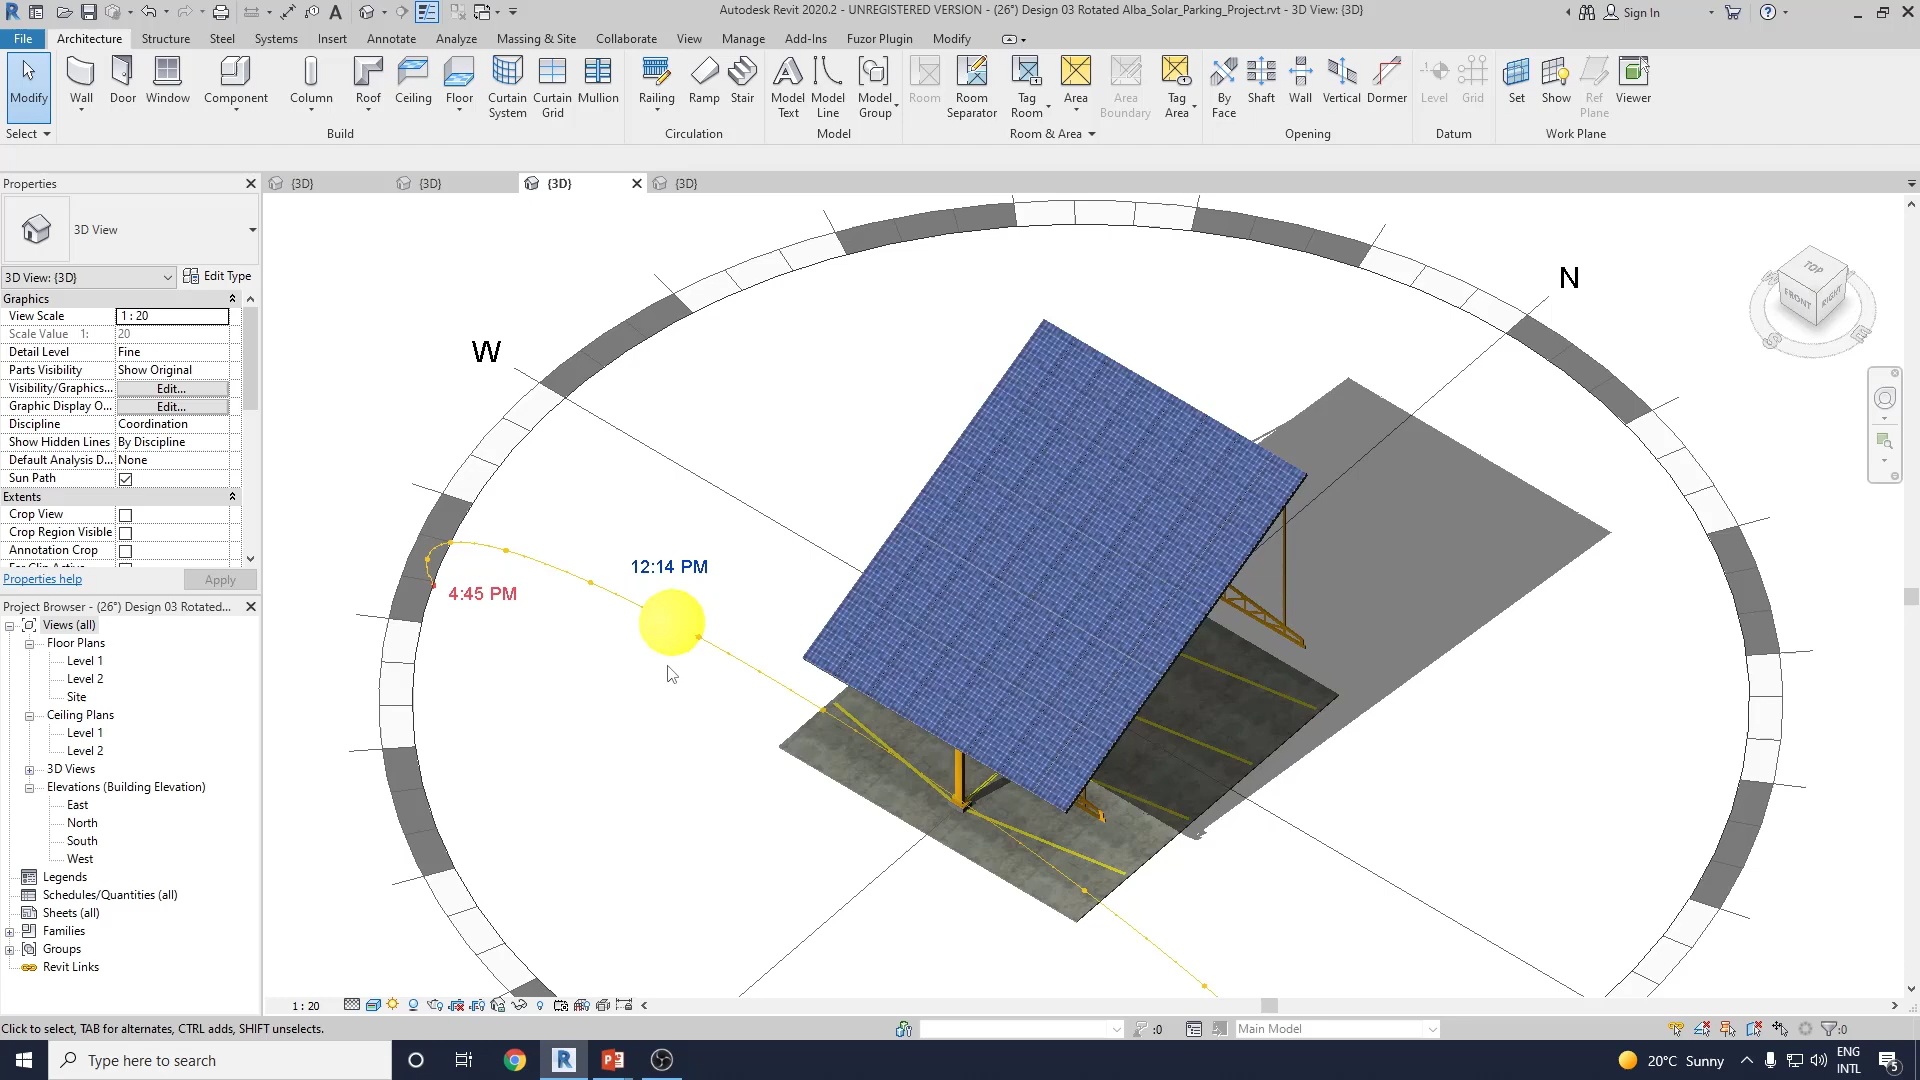 Autodesk Revit 2020.2 - UNREGISTERED VERSION - (26°) Design 03 Rotated Alba_Solar_Parking_Project.rvt - 3D View: {3D}
Sign In
File Architecture Structure Steel Systems Insert Annotate Analyze Massing & Site Collaborate View Manage Add-Ins Fuzor Plugin Modify
Modify Wall Door Window Component Column Roof Ceiling Floor Curtain System Curtain Grid Mullion Railing Ramp Stair Model Text Model Line Model Group Room Room Separator Tag Room Area Area Boundary Tag Area By Face Shaft Wall Vertical Dormer Level Grid Set Show Ref Plane Viewer
Select Build Circulation Model Room & Area Opening Datum Work Plane
Properties
{3D} {3D} {3D} {3D}
3D View
3D View: {3D} Edit Type
Graphics
View Scale 1 : 20
Scale Value 1: 20
Detail Level Fine
Parts Visibility Show Original
Visibility/Graphics... Edit...
Graphic Display O... Edit...
Discipline Coordination
Show Hidden Lines By Discipline
Default Analysis D... None
Sun Path
Extents
Crop View
Crop Region Visible
Annotation Crop
Properties help Apply
Project Browser - (26°) Design 03 Rotated...
Views (all)
Floor Plans
Level 1
Level 2
Site
Ceiling Plans
Level 1
Level 2
3D Views
Elevations (Building Elevation)
East
North
South
West
Legends
Schedules/Quantities (all)
Sheets (all)
Families
Groups
Revit Links
N
W
12:14 PM
4:45 PM
TOP
FRONT
RIGHT
S
E
1 : 20
Click to select, TAB for alternates, CTRL adds, SHIFT unselects.
:0
Main Model
:0
Type here to search
20°C Sunny
ENG
INTL
5